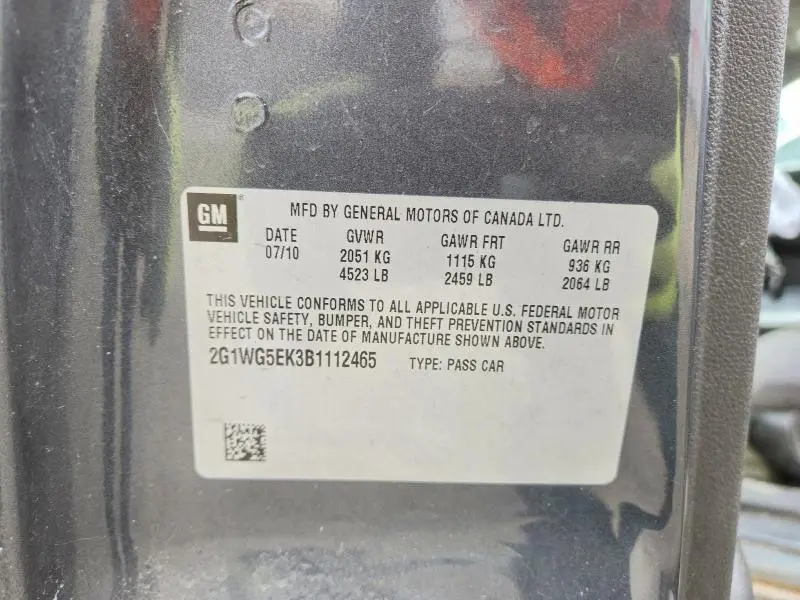 GM ®
MFD BY GENERAL MOTORS OF CANADA LTD.
DATE GVWR GAWR FRT GAWR RR
07/10 2051 KG 1115 KG 936 KG
4523 LB 2459 LB 2064 LB
THIS VEHICLE CONFORMS TO ALL APPLICABLE U.S. FEDERAL MOTOR
VEHICLE SAFETY, BUMPER, AND THEFT PREVENTION STANDARDS IN
EFFECT ON THE DATE OF MANUFACTURE SHOWN ABOVE.
2G1WG5EK3B1112465 TYPE: PASS CAR